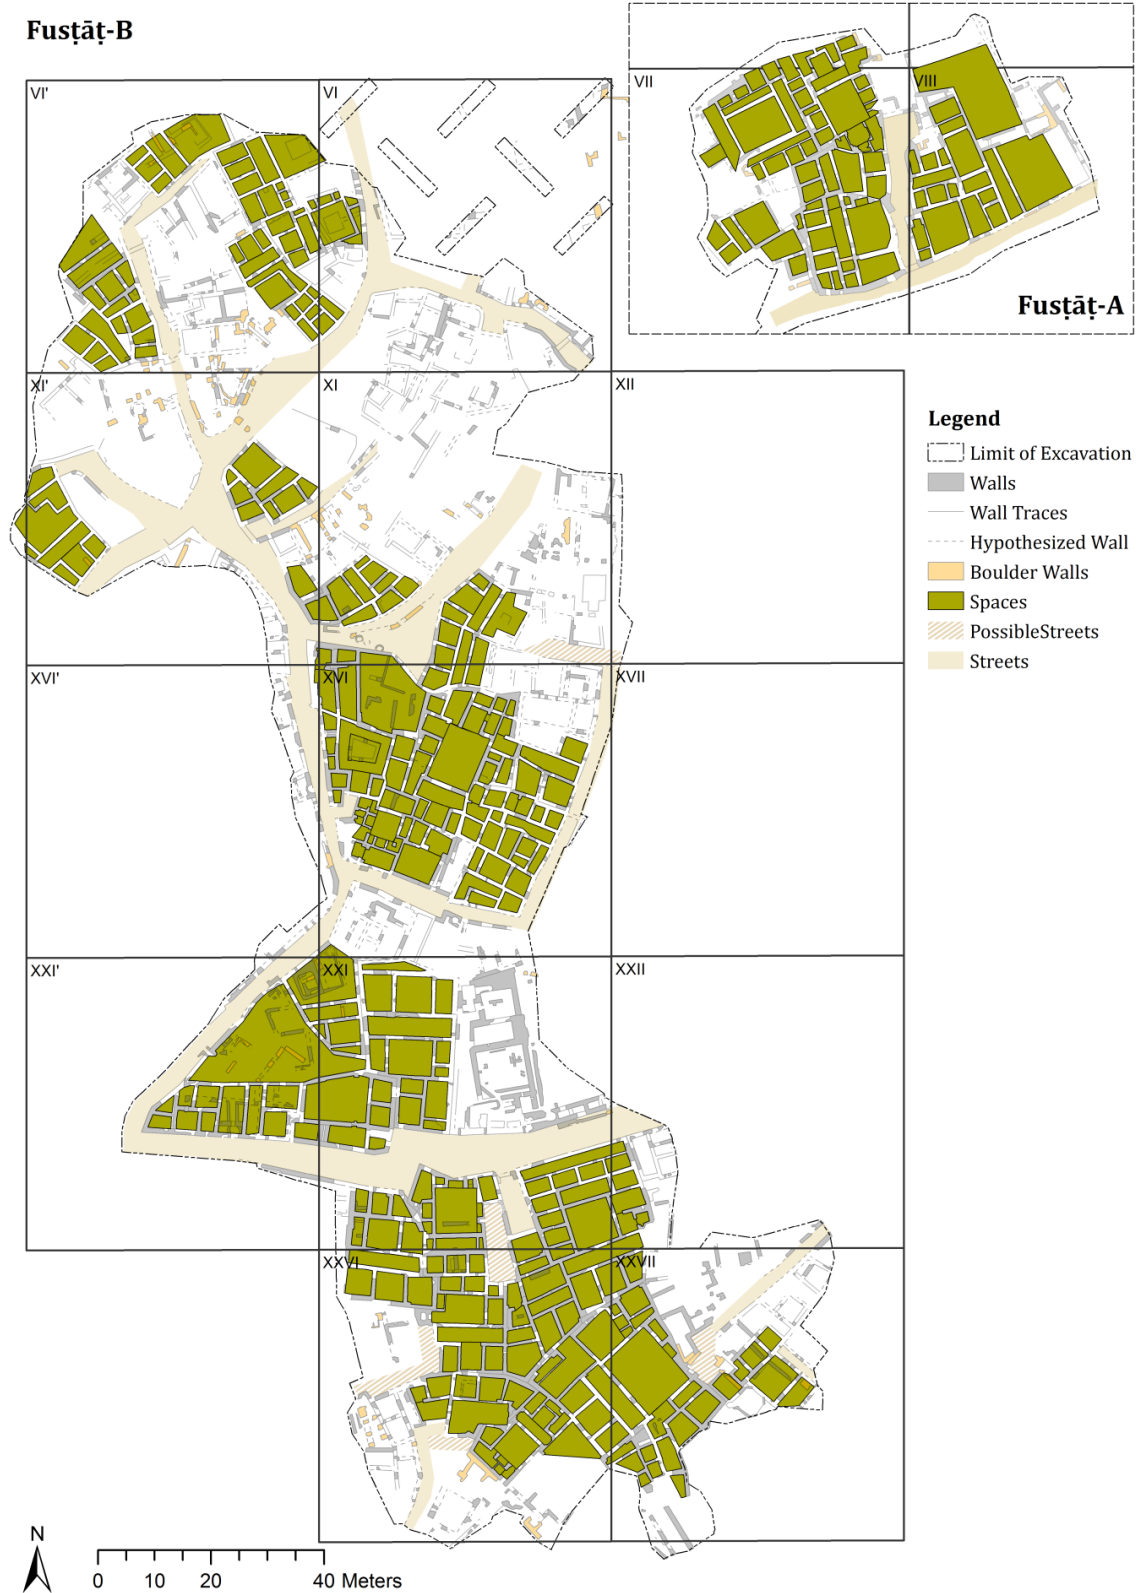 Fusṭāṭ-B
VI'
VI
VII
VIII
Fusṭāṭ-A
XI'
XI
XII
Legend
Limit of Excavation
Walls
Wall Traces
Hypothesized Wall
Boulder Walls
Spaces
PossibleStreets
Streets
XVI'
XVI
XVII
XXI'
XXI
XXII
XXVI
XXVII
N
0 10 20 40 Meters